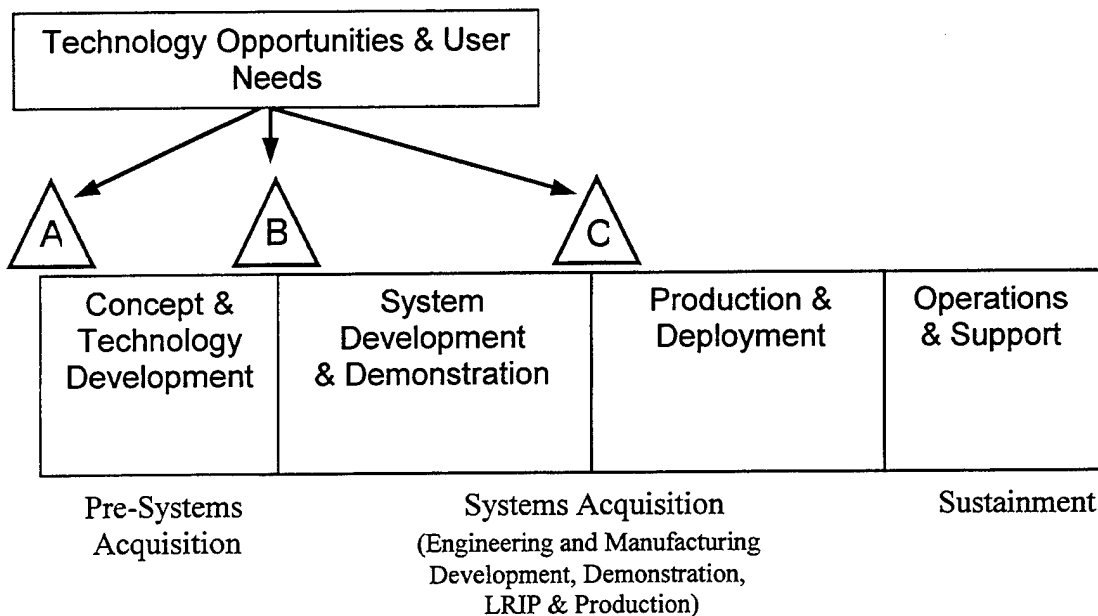 Technology Opportunities & User
Needs
A
B
C
Concept &
Technology
Development
System
Development
& Demonstration
Production &
Deployment
Operations
& Support
Pre-Systems
Acquisition
Systems Acquisition
(Engineering and Manufacturing
Development, Demonstration,
LRIP & Production)
Sustainment